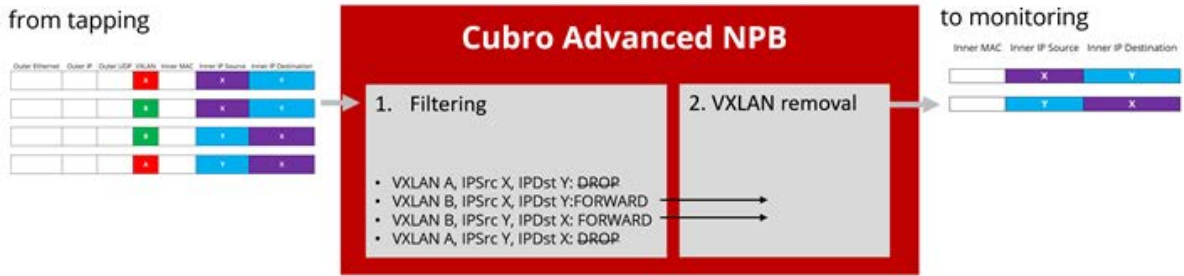 from tapping
Outer Ethernet Outer IP Outer UDP VXLAN Inner MAC Inner IP Source Inner IP Destination
A X Y
B X Y
B Y X
A Y X
Cubro Advanced NPB
1. Filtering
• VXLAN A, IPSrc X, IPDst Y: DROP
• VXLAN B, IPSrc X, IPDst Y:FORWARD
• VXLAN B, IPSrc Y, IPDst X: FORWARD
• VXLAN A, IPSrc Y, IPDst X: DROP
2. VXLAN removal
to monitoring
Inner MAC Inner IP Source Inner IP Destination
X Y
Y X